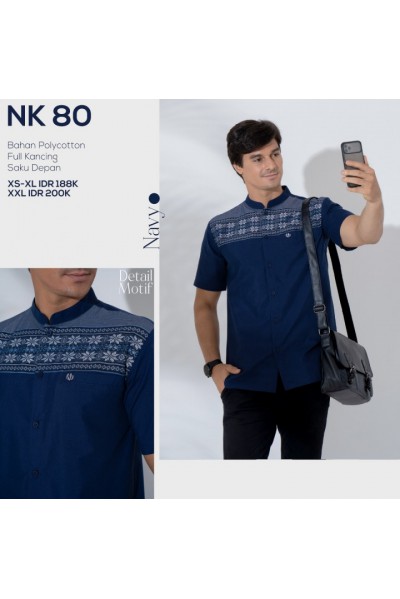 NK 80
Bahan Polycotton
Full Kancing
Saku Depan
XS-XL IDR 188K
XXL IDR 200K
Navy
Detail
Motif